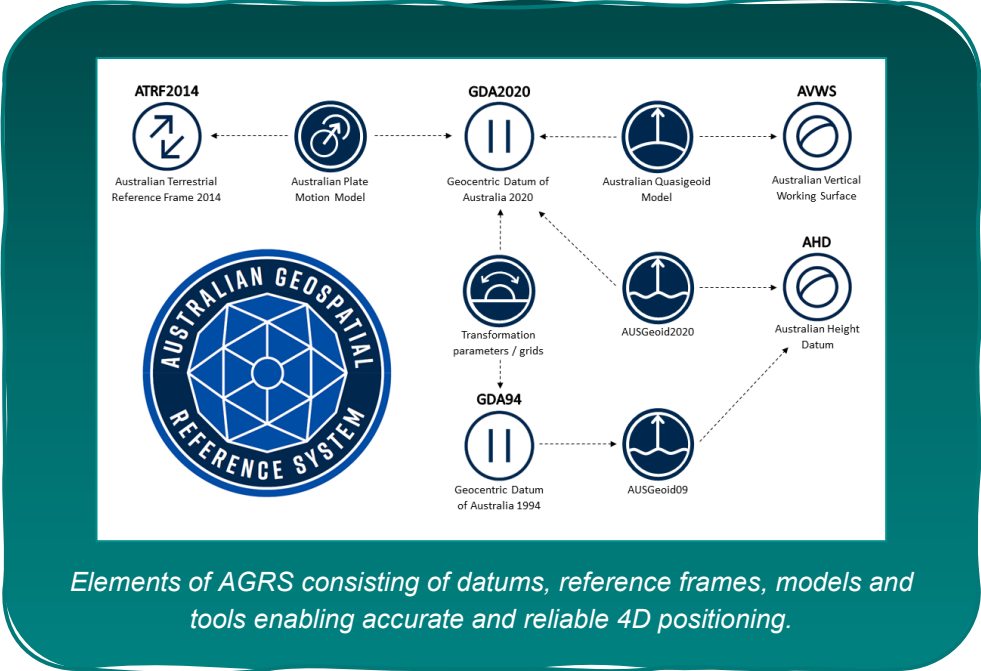 ATRF2014
Australian Terrestrial
Reference Frame 2014
Australian Plate
Motion Model
GDA2020
Geocentric Datum of
Australia 2020
Australian Quasigeoid
Model
AVWS
Australian Vertical
Working Surface
AUSTRALIAN GEOSPATIAL
REFERENCE SYSTEM
Transformation
parameters / grids
AUSGeoid2020
AHD
Australian Height
Datum
GDA94
Geocentric Datum
of Australia 1994
AUSGeoid09
Elements of AGRS consisting of datums, reference frames, models and
tools enabling accurate and reliable 4D positioning.